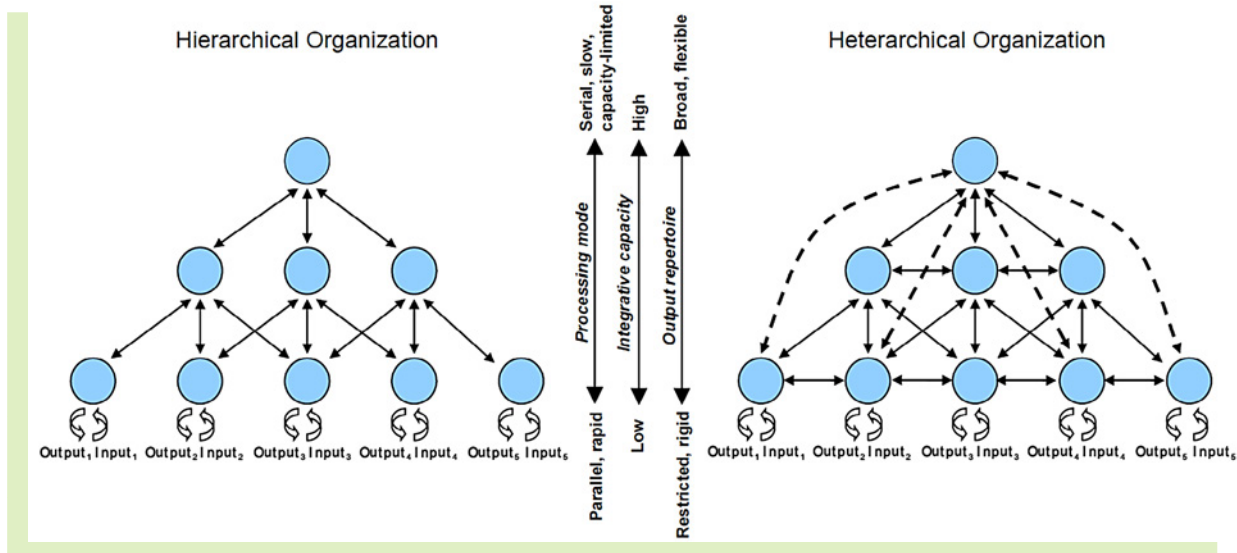 Hierarchical Organization
Output₁ Input₁ Output₂ Input₂ Output₃ Input₃ Output₄ Input₄ Output₅ Input₅
Serial, slow,
capacity-limited
Processing mode
Parallel, rapid
High
Integrative capacity
Low
Broad, flexible
Output repertoire
Restricted, rigid
Heterarchical Organization
Output₁ Input₁ Output₂ Input₂ Output₃ Input₃ Output₄ Input₄ Output₅ Input₅